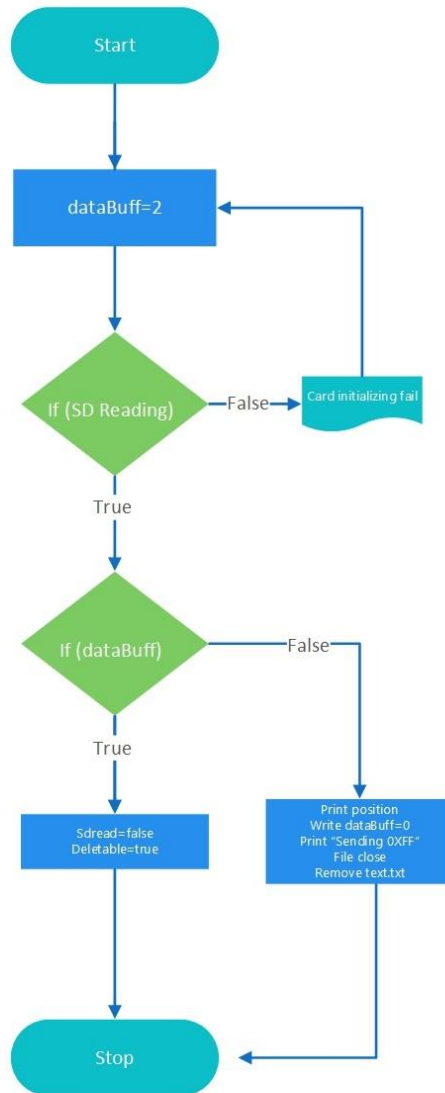 Start
dataBuff=2
If (SD Reading)
False
Card initializing fail
True
If (dataBuff)
False
True
Sdread=false
Deletable=true
Print position
Write dataBuff=0
Print "Sending 0XFF"
File close
Remove text.txt
Stop